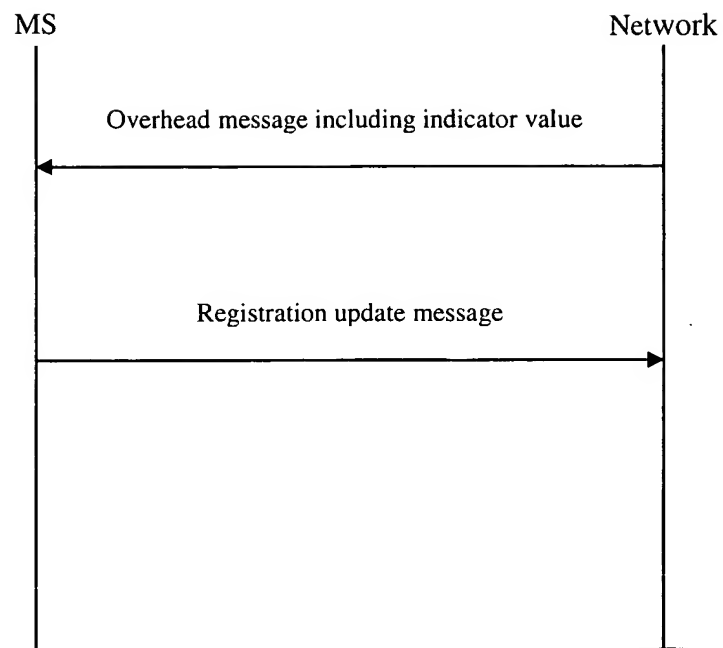 MS
Network
Overhead message including indicator value
Registration update message